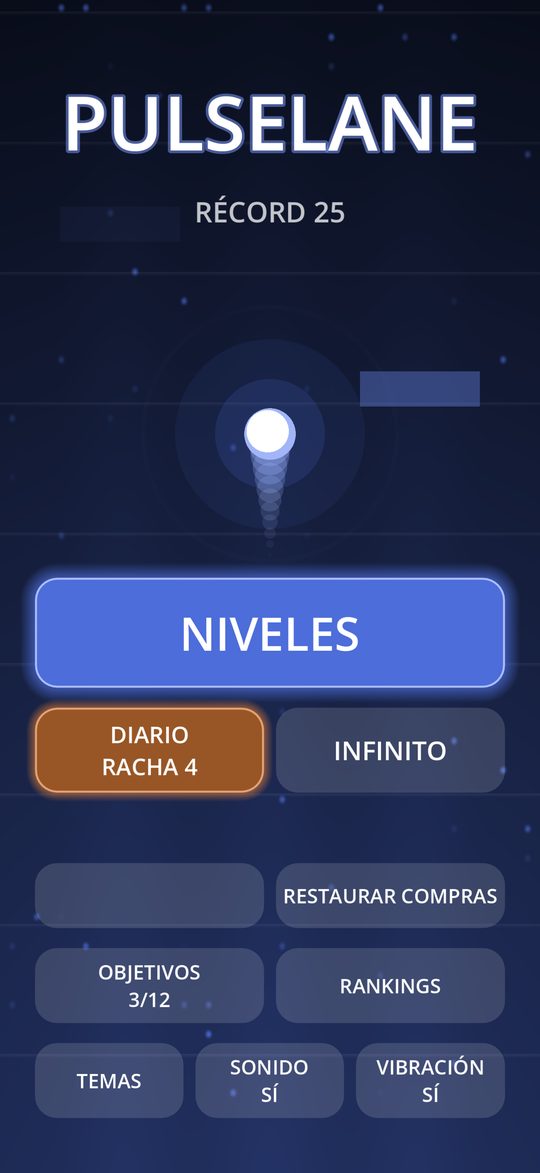 PULSELANE
RÉCORD 25
NIVELES
DIARIO
RACHA 4
INFINITO
RESTAURAR COMPRAS
OBJETIVOS
3/12
RANKINGS
TEMAS
SONIDO
SÍ
VIBRACIÓN
SÍ